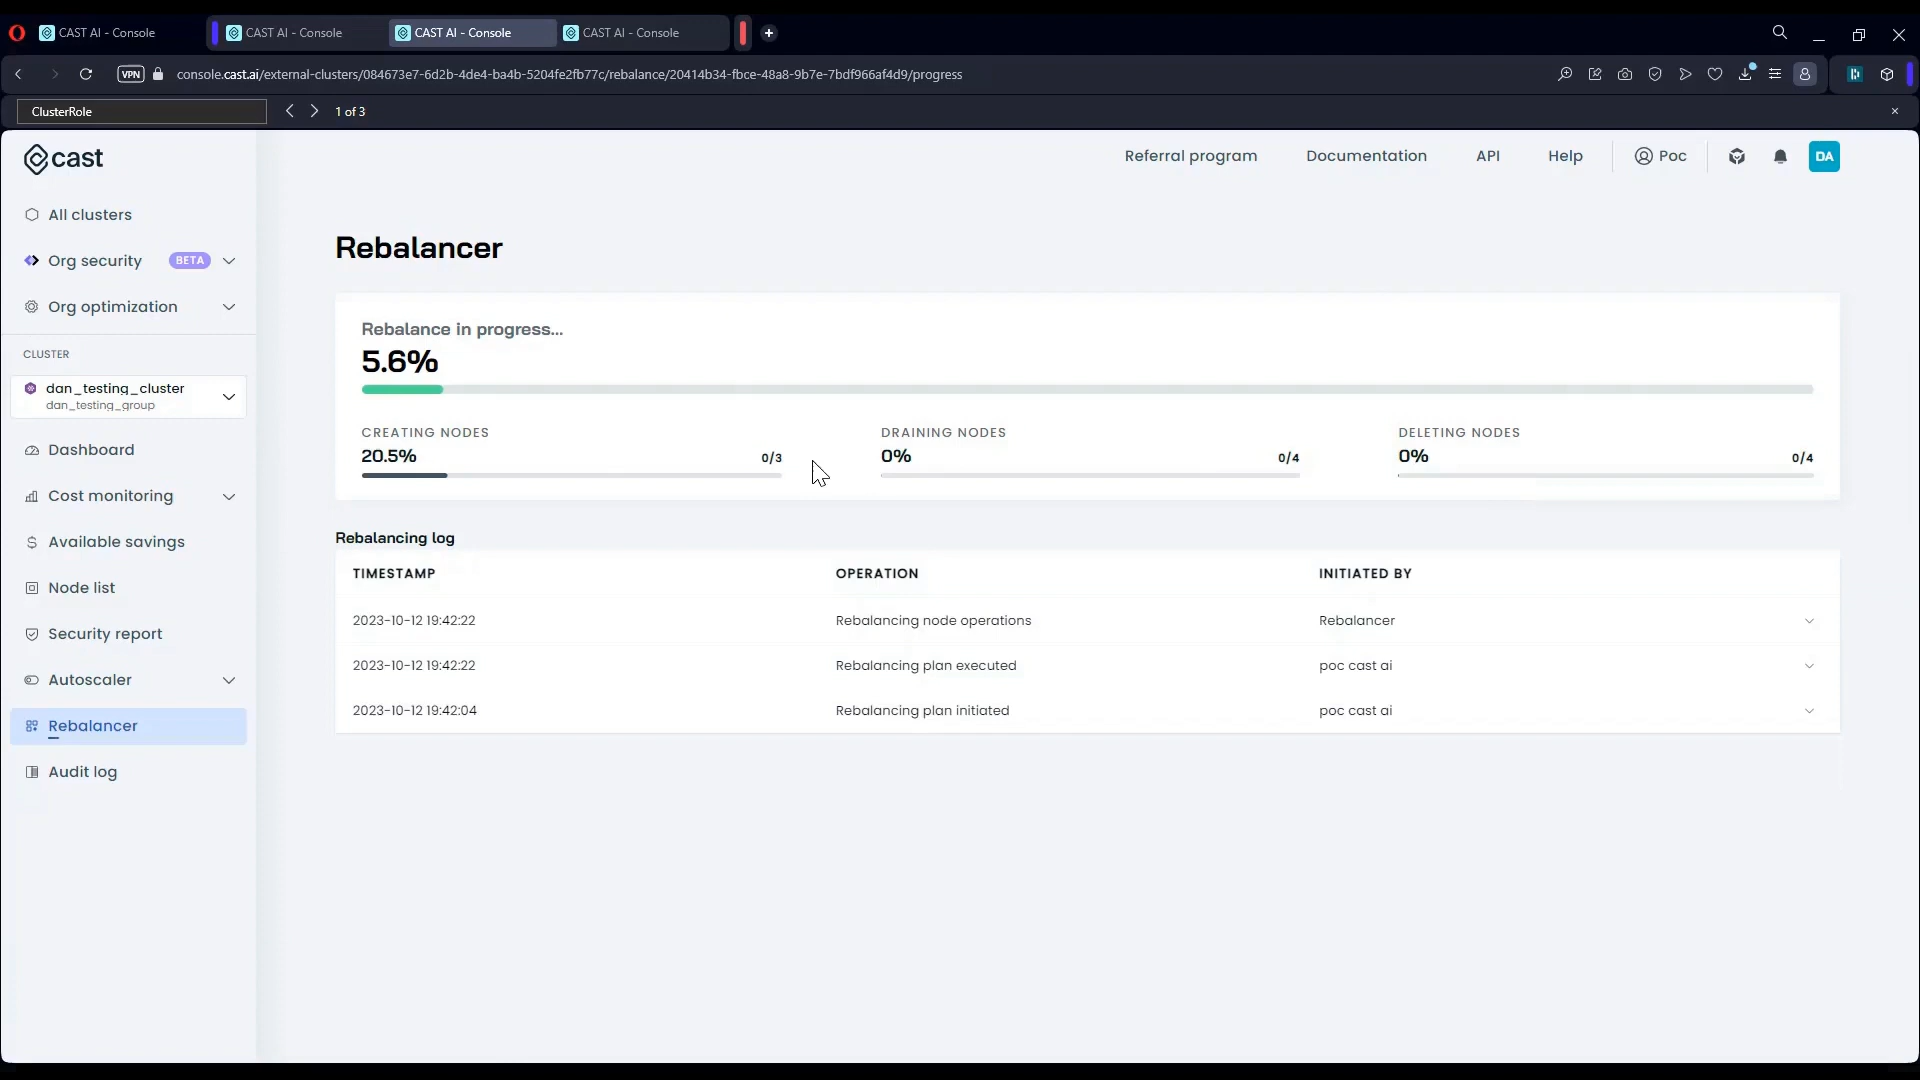 CAST AI - Console
CAST AI - Console
CAST AI - Console
CAST AI - Console
VPN
console.cast.ai/external-clusters/084673e7-6d2b-4de4-ba4b-5204fe2fb77c/rebalance/20414b34-fbce-48a8-9b7e-7bdf966af4d9/progress
ClusterRole
1 of 3
cast
Referral program
Documentation
API
Help
Poc
DA
All clusters
Org security
BETA
Org optimization
CLUSTER
dan_testing_cluster
dan_testing_group
Dashboard
Cost monitoring
Available savings
Node list
Security report
Autoscaler
Rebalancer
Audit log
Rebalancer
Rebalance in progress...
5.6%
CREATING NODES
20.5%
0/3
DRAINING NODES
0%
0/4
DELETING NODES
0%
0/4
Rebalancing log
TIMESTAMP OPERATION INITIATED BY
2023-10-12 19:42:22 Rebalancing node operations Rebalancer
2023-10-12 19:42:22 Rebalancing plan executed poc cast ai
2023-10-12 19:42:04 Rebalancing plan initiated poc cast ai